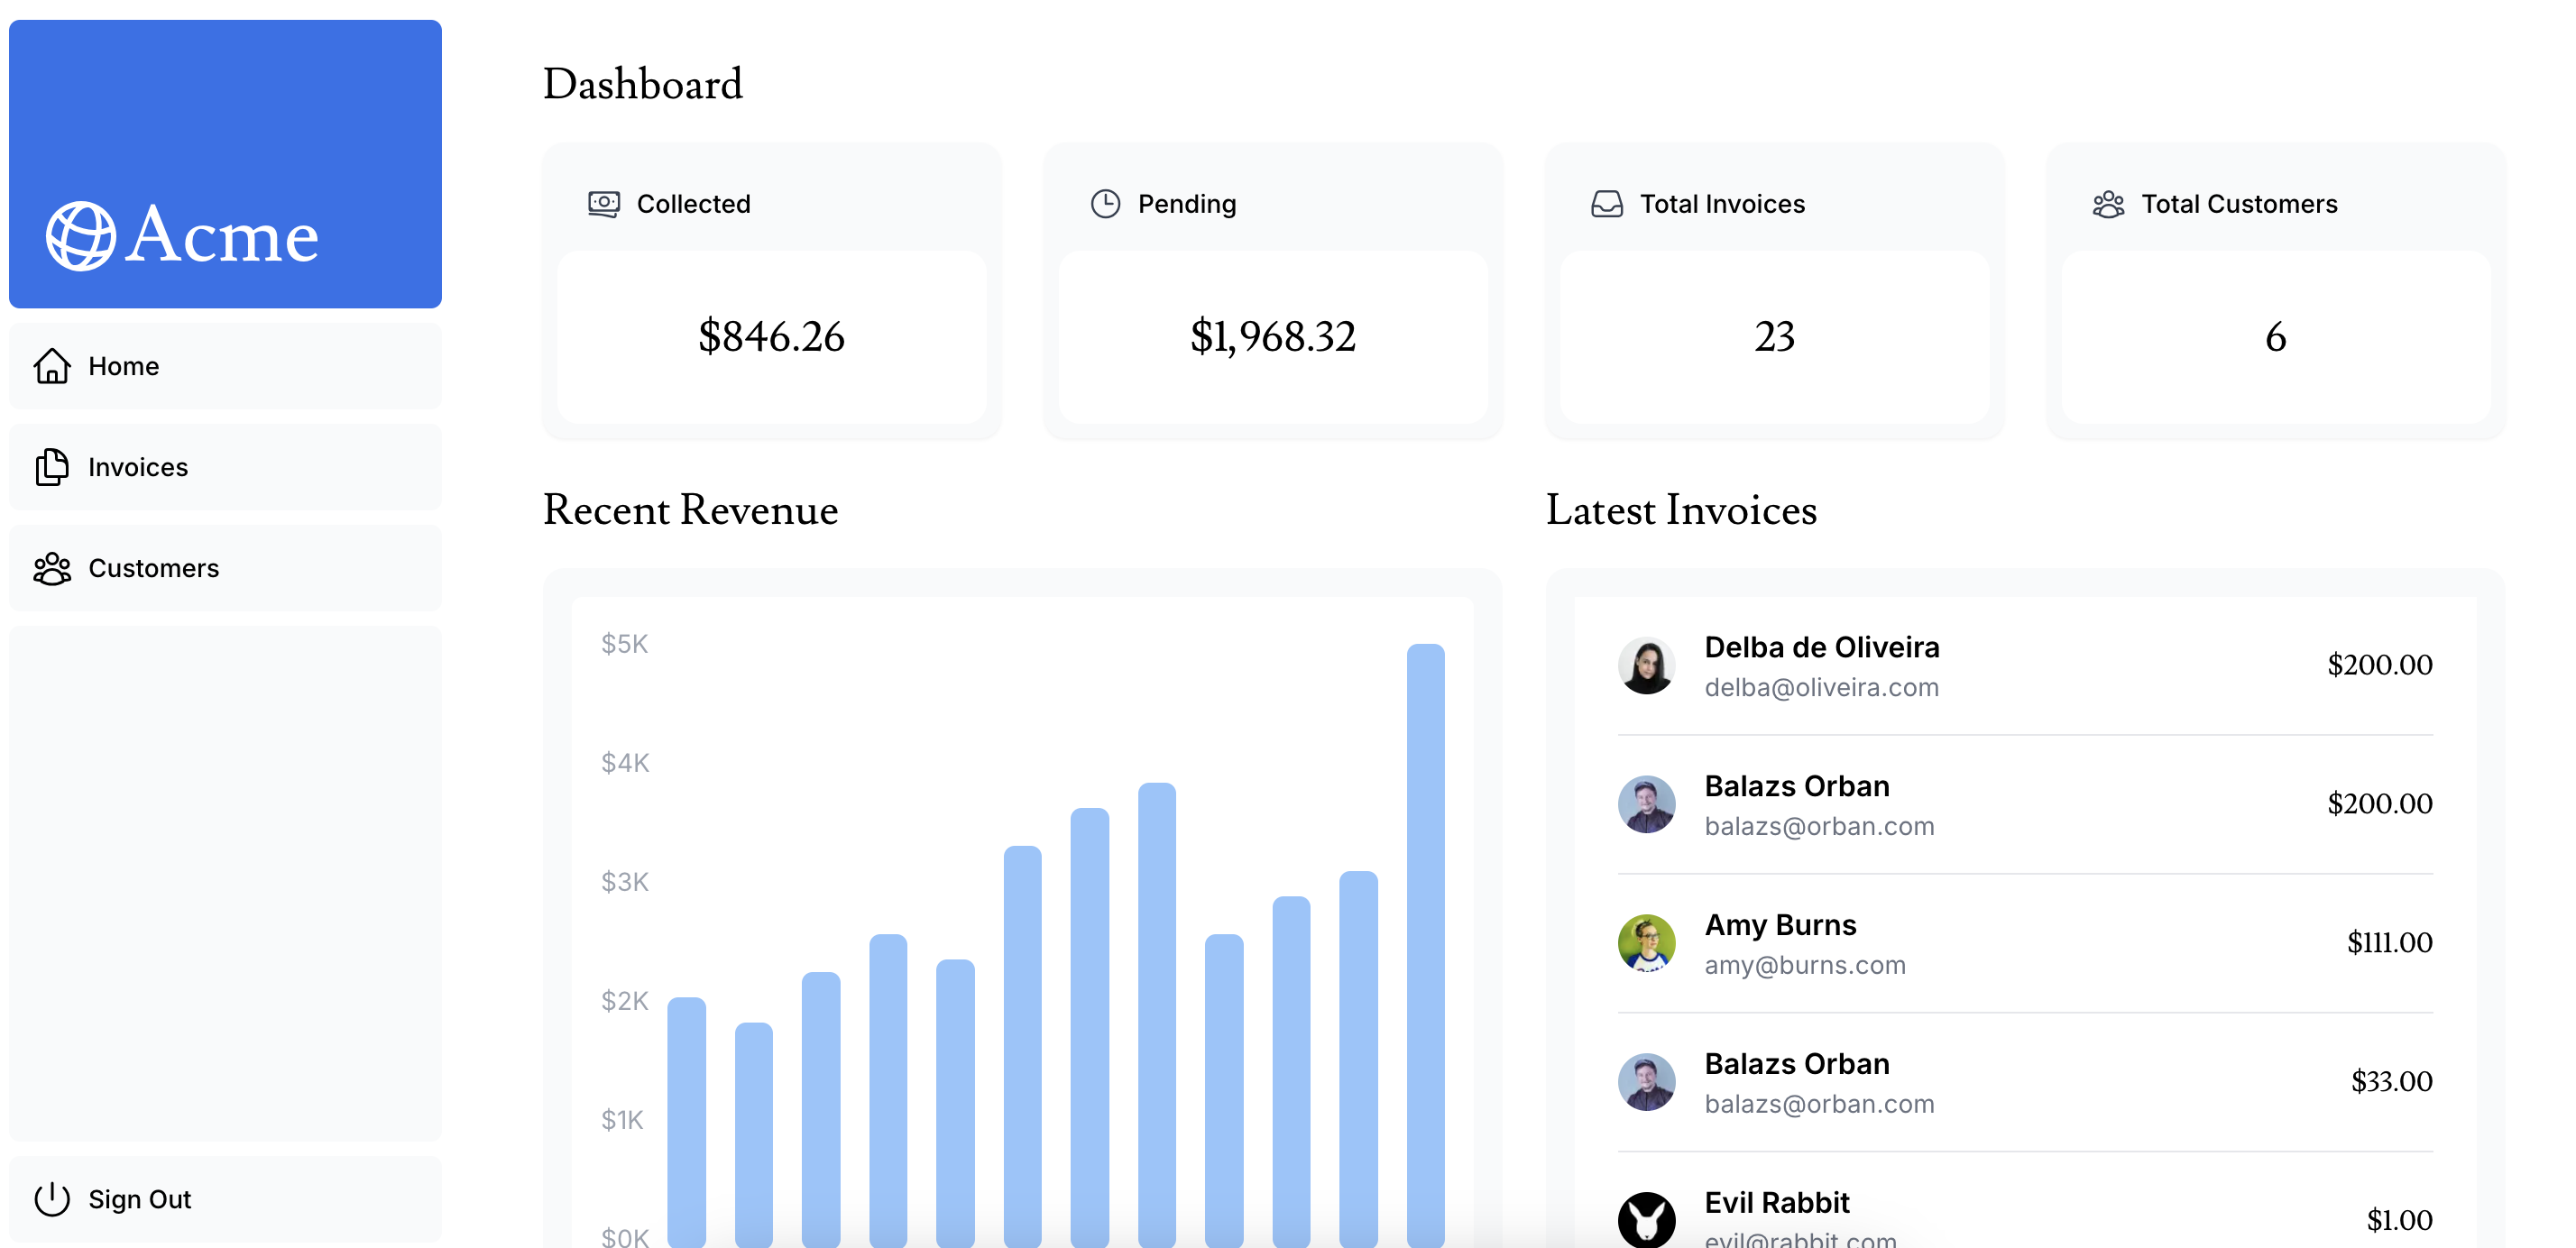 Acme
Home
Invoices
Customers
Sign Out
Dashboard
Collected
$846.26
Pending
$1,968.32
Total Invoices
23
Total Customers
6
Recent Revenue
$5K
$4K
$3K
$2K
$1K
$0K
Latest Invoices
Delba de Oliveira
delba@oliveira.com
$200.00
Balazs Orban
balazs@orban.com
$200.00
Amy Burns
amy@burns.com
$111.00
Balazs Orban
balazs@orban.com
$33.00
Evil Rabbit
evil@rabbit.com
$1.00